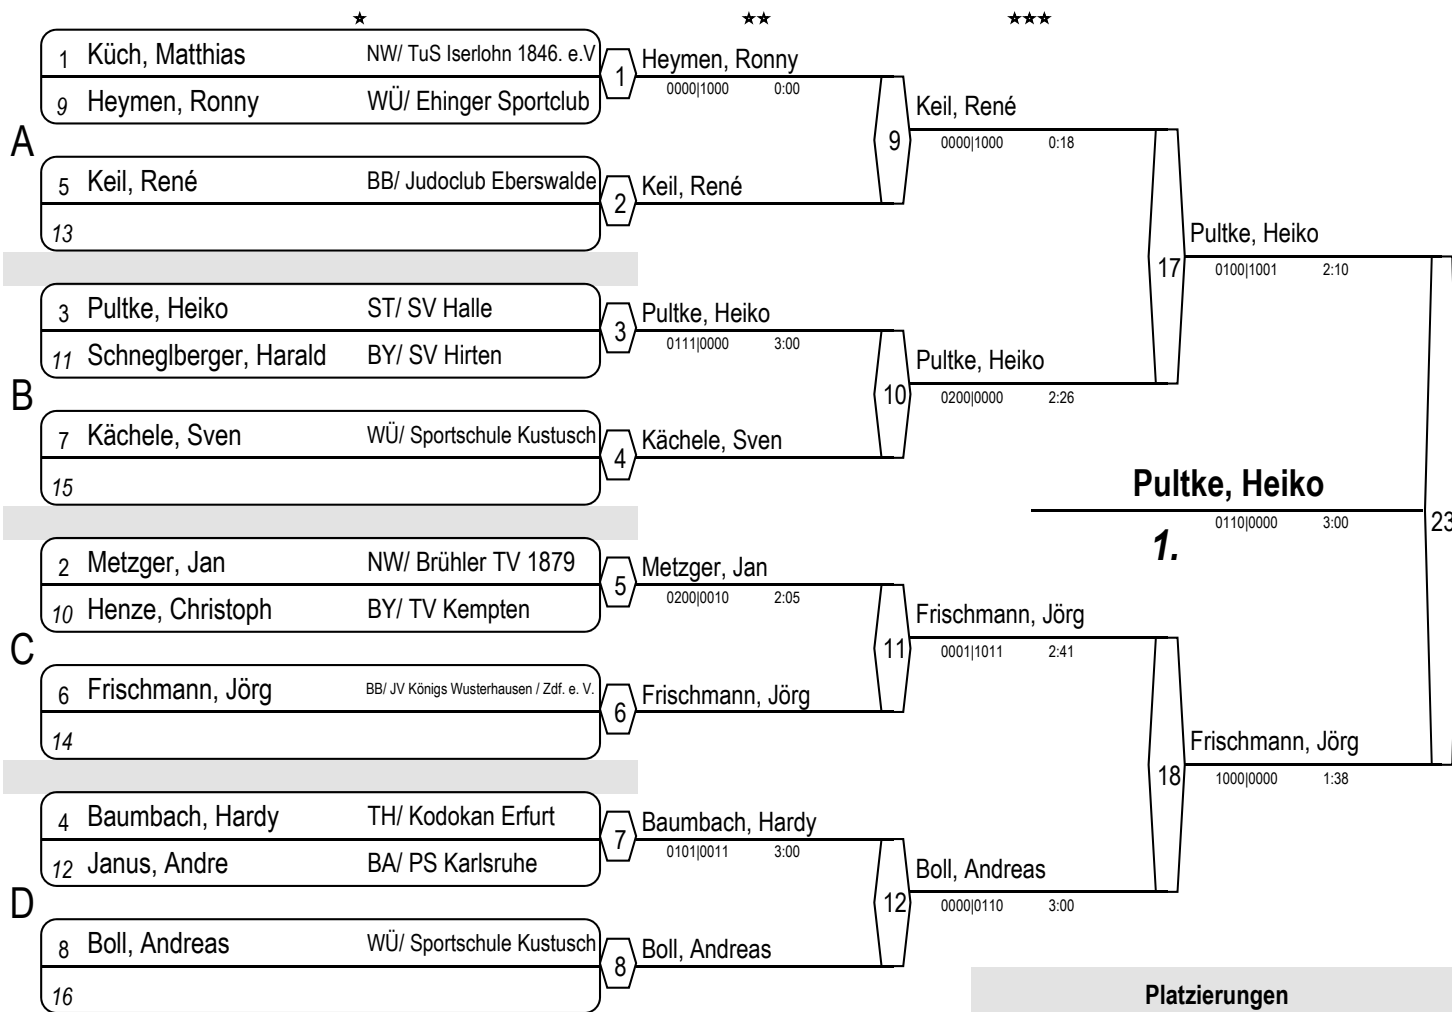 1 Küch, Matthias NW/ TuS Iserlohn 1846. e.V
9 Heymen, Ronny WÜ/ Ehinger Sportclub
1
Heymen, Ronny
0000|1000 0:00
A
5 Keil, René BB/ Judoclub Eberswalde
13
2
Keil, René
9
Keil, René
0000|1000 0:18
3 Pultke, Heiko ST/ SV Halle
11 Schneglberger, Harald BY/ SV Hirten
3
Pultke, Heiko
0111|0000 3:00
B
7 Kächele, Sven WÜ/ Sportschule Kustusch
15
4
Kächele, Sven
10
Pultke, Heiko
0200|0000 2:26
17
Pultke, Heiko
0100|1001 2:10
2 Metzger, Jan NW/ Brühler TV 1879
10 Henze, Christoph BY/ TV Kempten
5
Metzger, Jan
0200|0010 2:05
C
6 Frischmann, Jörg BB/ JV Königs Wusterhausen / Zdf. e. V.
14
6
Frischmann, Jörg
11
Frischmann, Jörg
0001|1011 2:41
4 Baumbach, Hardy TH/ Kodokan Erfurt
12 Janus, Andre BA/ PS Karlsruhe
7
Baumbach, Hardy
0101|0011 3:00
D
8 Boll, Andreas WÜ/ Sportschule Kustusch
16
8
Boll, Andreas
12
Boll, Andreas
0000|0110 3:00
18
Frischmann, Jörg
1000|0000 1:38
23
Pultke, Heiko
0110|0000 3:00
1.
Platzierungen